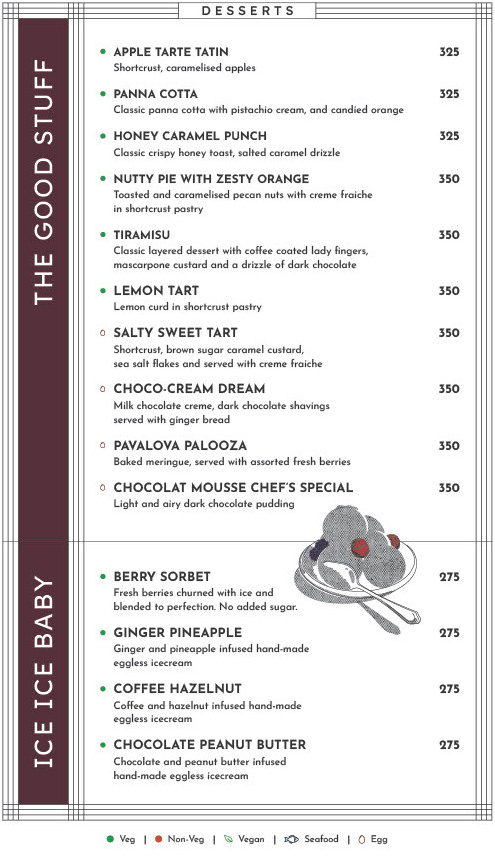 DESSERTS
THE GOOD STUFF
APPLE TARTE TATIN 325
Shortcrust, caramelised apples
PANNA COTTA 325
Classic panna cotta with pistachio cream, and candied orange
HONEY CARAMEL PUNCH 325
Classic crispy honey toast, salted caramel drizzle
NUTTY PIE WITH ZESTY ORANGE 350
Toasted and caramelised pecan nuts with creme fraiche
in shortcrust pastry
TIRAMISU 350
Classic layered dessert with coffee coated lady fingers,
mascarpone custard and a drizzle of dark chocolate
LEMON TART 350
Lemon curd in shortcrust pastry
SALTY SWEET TART 350
Shortcrust, brown sugar caramel custard,
sea salt flakes and served with creme fraiche
CHOCO-CREAM DREAM 350
Milk chocolate creme, dark chocolate shavings
served with ginger bread
PAVALOVA PALOOZA 350
Baked meringue, served with assorted fresh berries
CHOCOLAT MOUSSE CHEF'S SPECIAL 350
Light and airy dark chocolate pudding
ICE ICE BABY
BERRY SORBET 275
Fresh berries churned with ice and
blended to perfection. No added sugar.
GINGER PINEAPPLE 275
Ginger and pineapple infused hand-made
eggless icecream
COFFEE HAZELNUT 275
Coffee and hazelnut infused hand-made
eggless icecream
CHOCOLATE PEANUT BUTTER 275
Chocolate and peanut butter infused
hand-made eggless icecream
Veg | Non-Veg | Vegan | Seafood | Egg